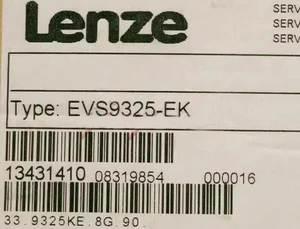 Lenze
SERV
SERV
SERV
Type: EVS9325-EK
13431410 08319854 000016
33.9325KE.8G.90.